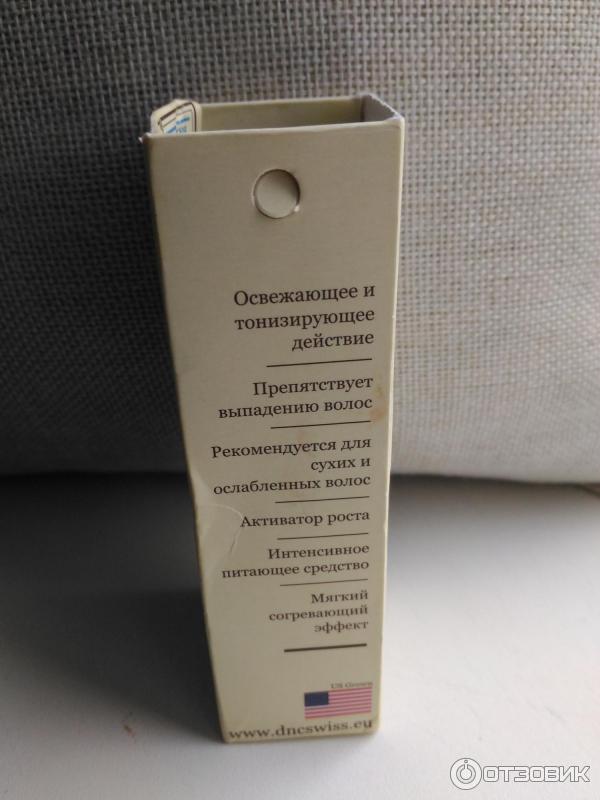 Освежающее и
тонизирующее
действие
Препятствует
выпадению волос
Рекомендуется для
сухих и
ослабленных волос
Активатор роста
Интенсивное
питающее средство
Мягкий
согревающий
эффект
US Grown
www.dncswiss.eu
ОТЗОВИК